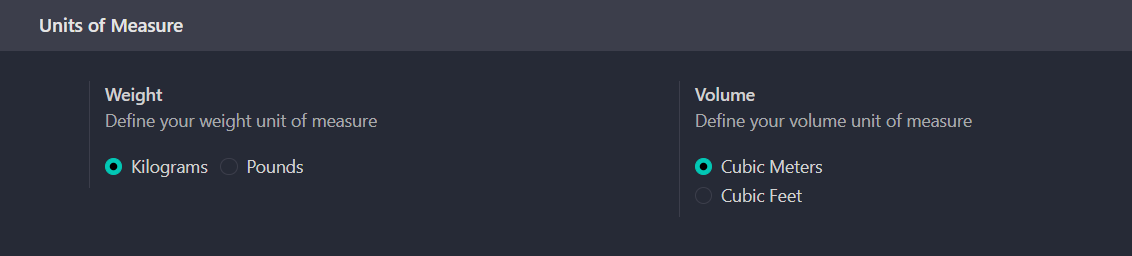 Units of Measure
Weight
Define your weight unit of measure
Kilograms Pounds
Volume
Define your volume unit of measure
Cubic Meters
Cubic Feet